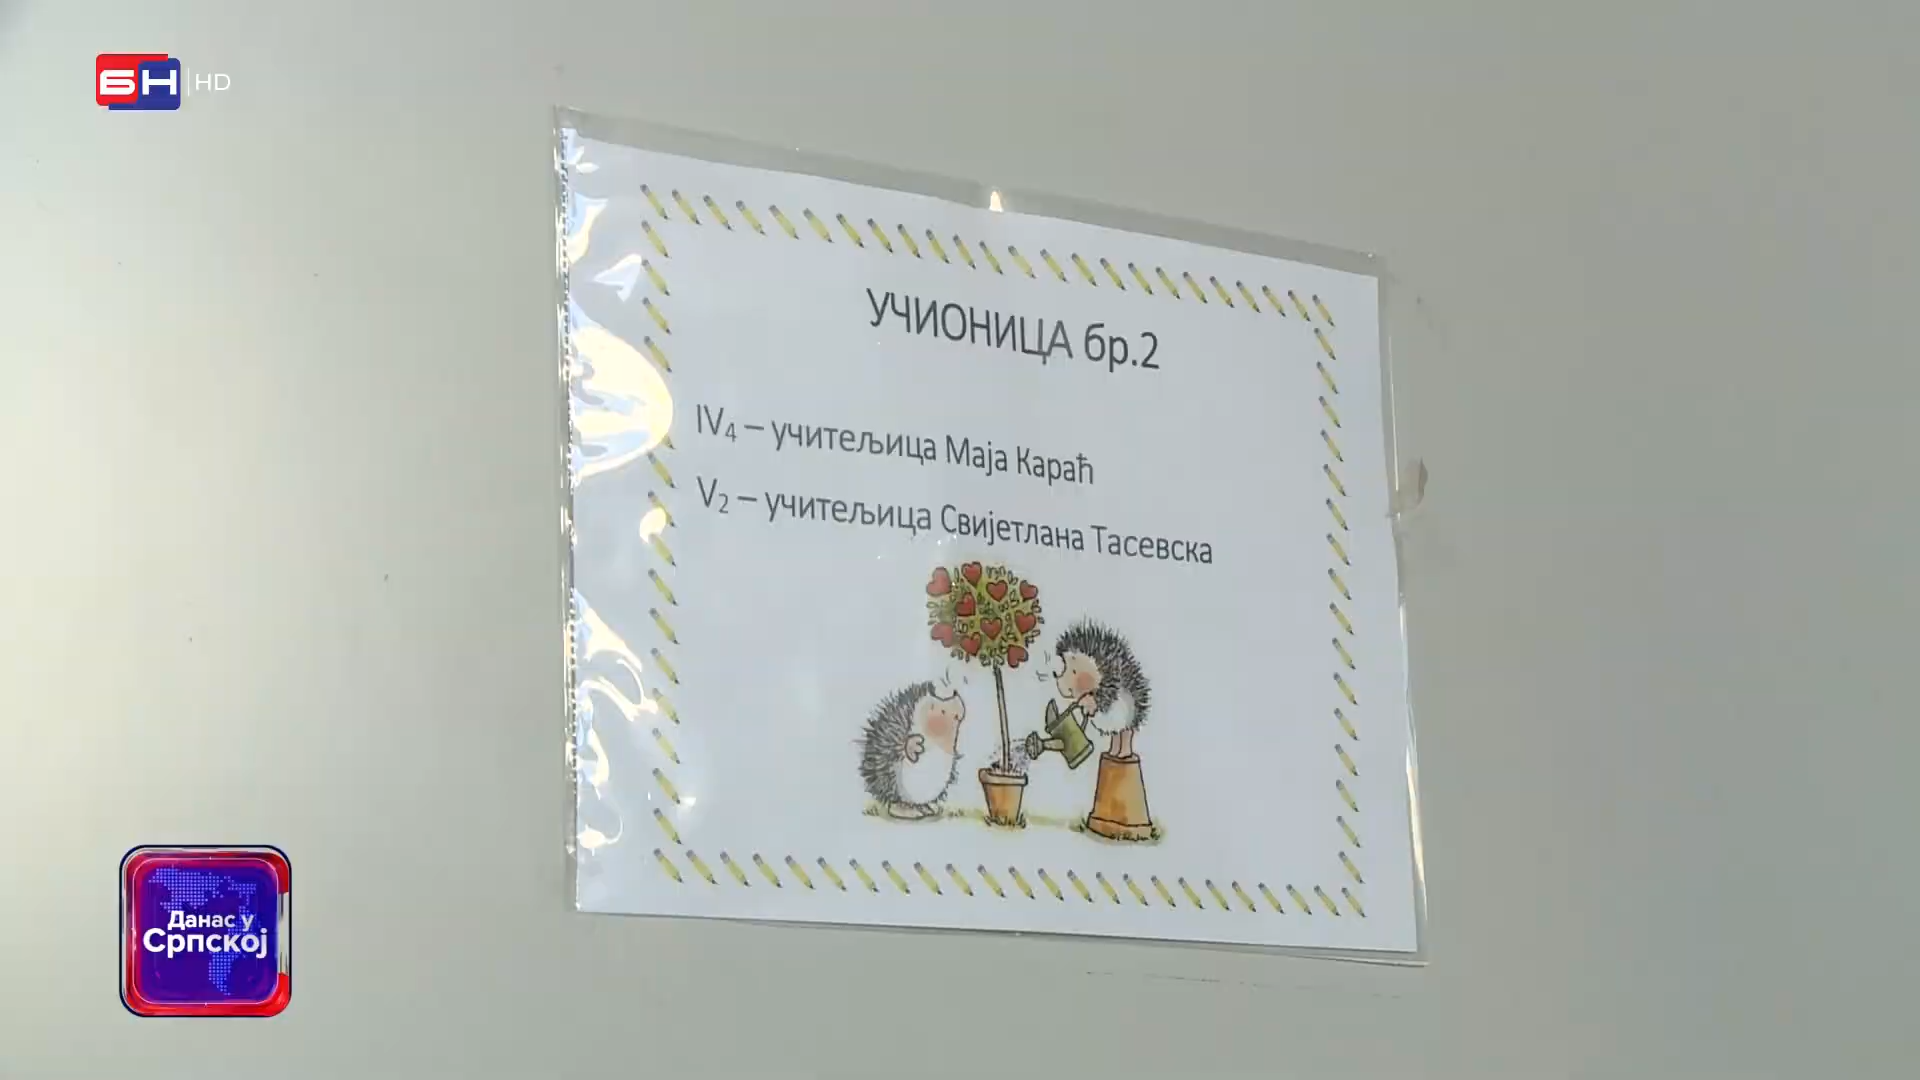 БН HD
УЧИОНИЦА бр.2
IV₄ – учитељица Маја Караћ
V₂ – учитељица Свијетлана Тасевска
Данас у
Српској